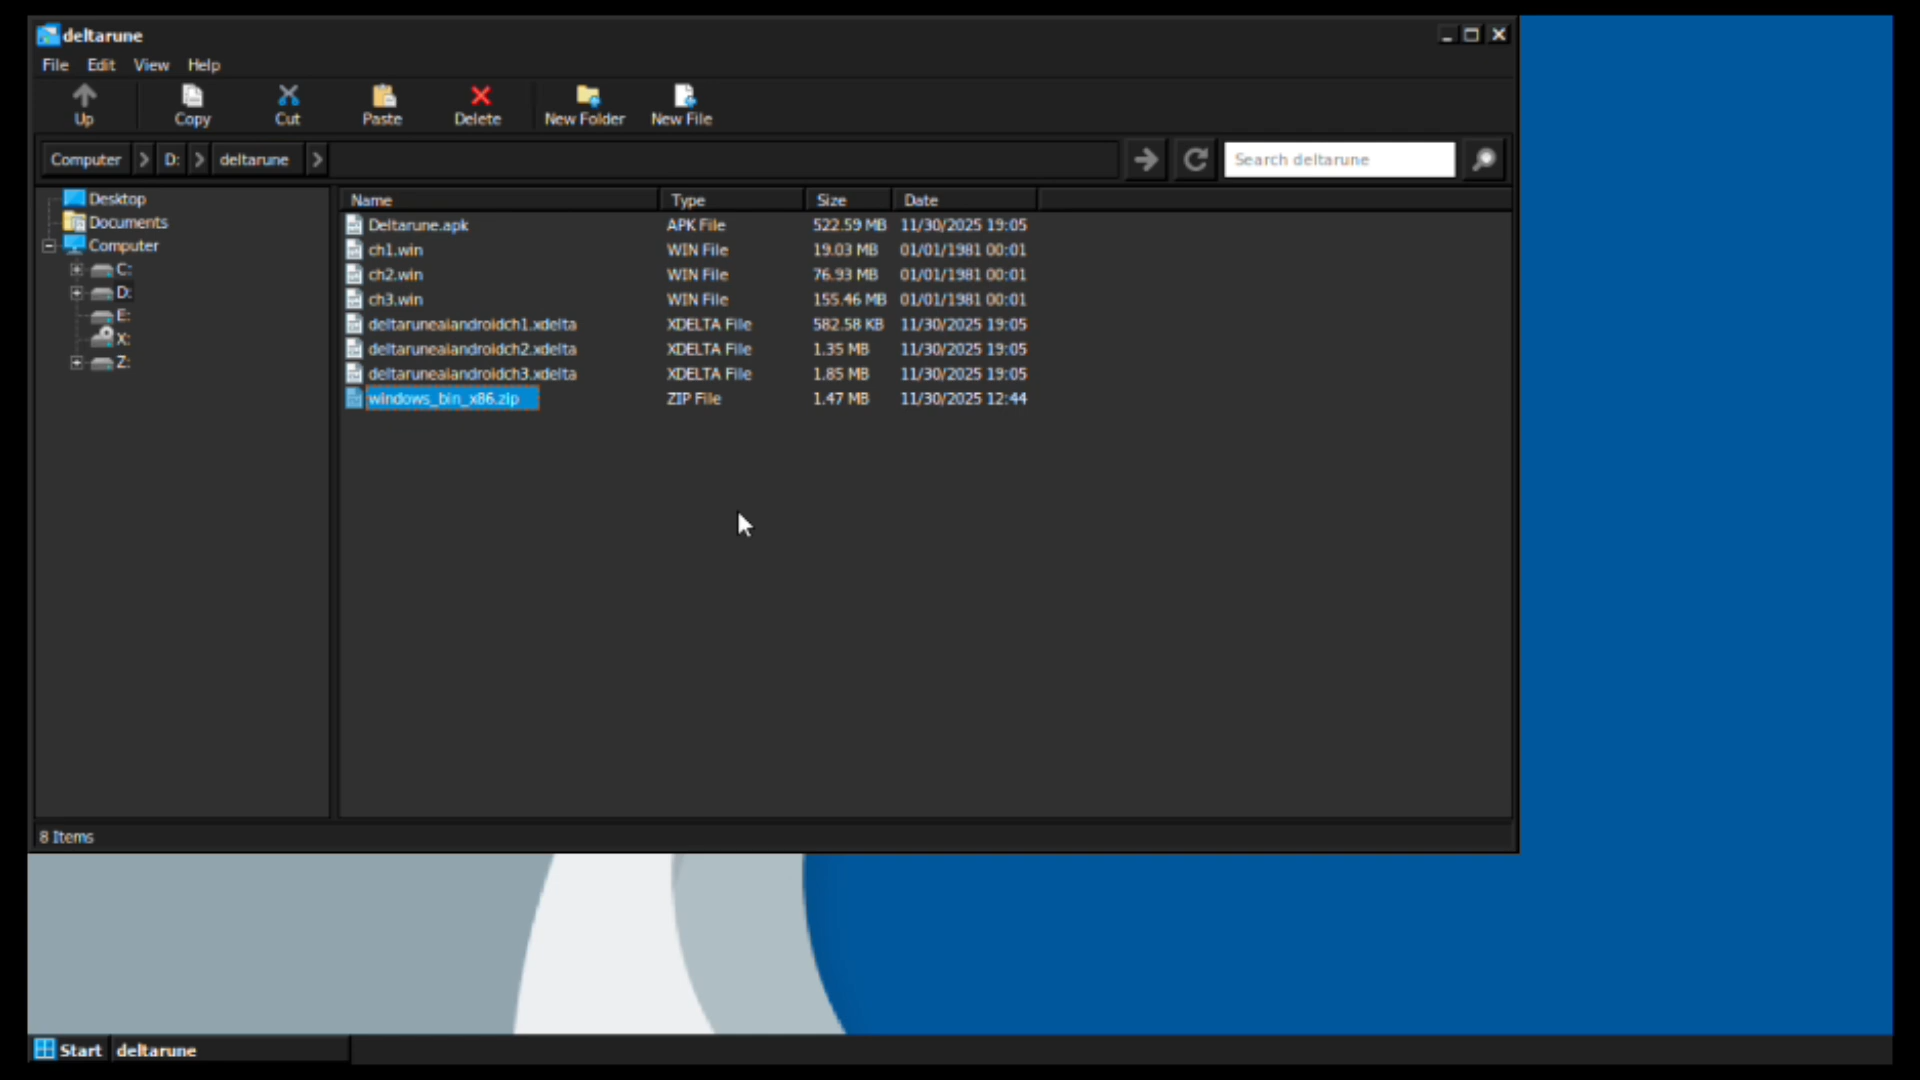 deltarune
File Edit View Help
Up Copy Cut Paste Delete New Folder New File
Computer D: deltarune Search deltarune
Desktop
Documents
Computer
C:
D:
E:
X:
Z:
Name Type Size Date
Deltarune.apk APK File 522.59 MB 11/30/2025 19:05
ch1.win WIN File 19.03 MB 01/01/1981 00:01
ch2.win WIN File 76.93 MB 01/01/1981 00:01
ch3.win WIN File 155.46 MB 01/01/1981 00:01
deltaruneaiandroidch1.xdelta XDELTA File 582.58 KB 11/30/2025 19:05
deltaruneaiandroidch2.xdelta XDELTA File 1.35 MB 11/30/2025 19:05
deltaruneaiandroidch3.xdelta XDELTA File 1.85 MB 11/30/2025 19:05
windows_bin_x86.zip ZIP File 1.47 MB 11/30/2025 12:44
8 Items
Start deltarune